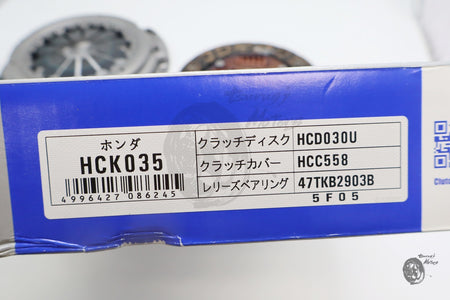 ホンダ
HCK035
4996427 086245
クラッチディスク HCD030U
クラッチカバー HCC558
レリーズベアリング 47TKB2903B
5F05